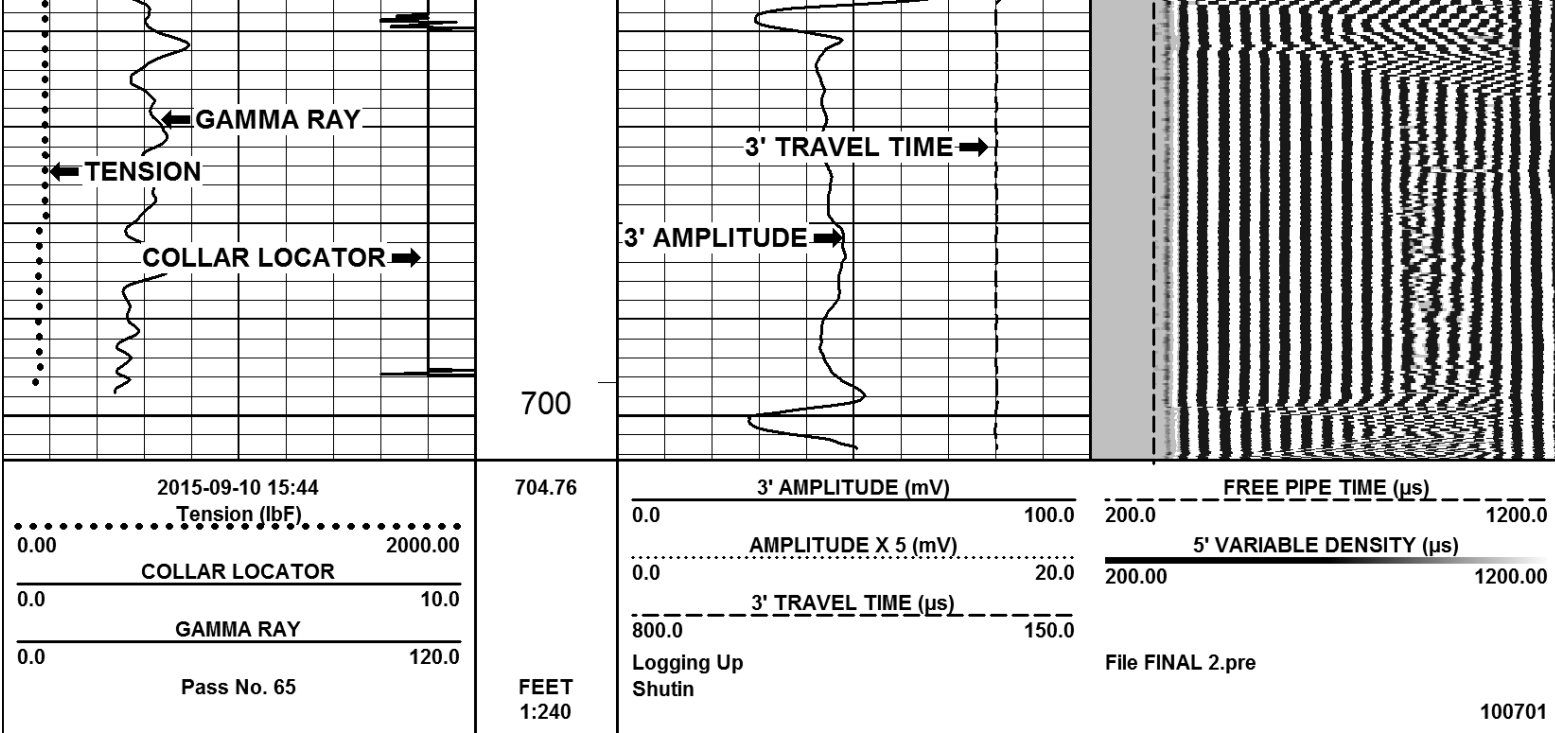 GAMMA RAY
TENSION
COLLAR LOCATOR
3' TRAVEL TIME
3' AMPLITUDE
700
2015-09-10 15:44
Tension (lbF)
0.00 2000.00
COLLAR LOCATOR
0.0 10.0
GAMMA RAY
0.0 120.0
Pass No. 65
704.76
FEET
1:240
3' AMPLITUDE (mV)
0.0 100.0
AMPLITUDE X 5 (mV)
0.0 20.0
3' TRAVEL TIME (µs)
800.0 150.0
Logging Up
Shutin
FREE PIPE TIME (µs)
200.0 1200.0
5' VARIABLE DENSITY (µs)
200.00 1200.00
File FINAL 2.pre
100701